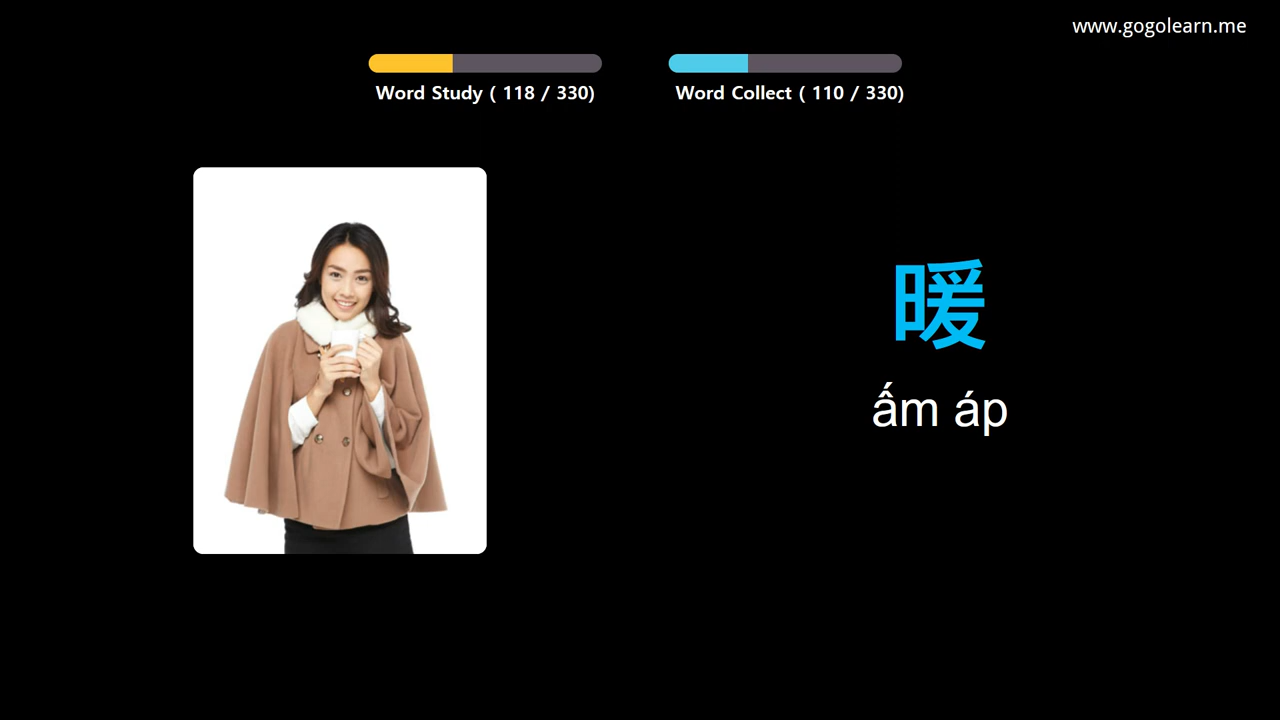 www.gogolearn.me
Word Study ( 118 / 330)
Word Collect ( 110 / 330)
暖
ấm áp